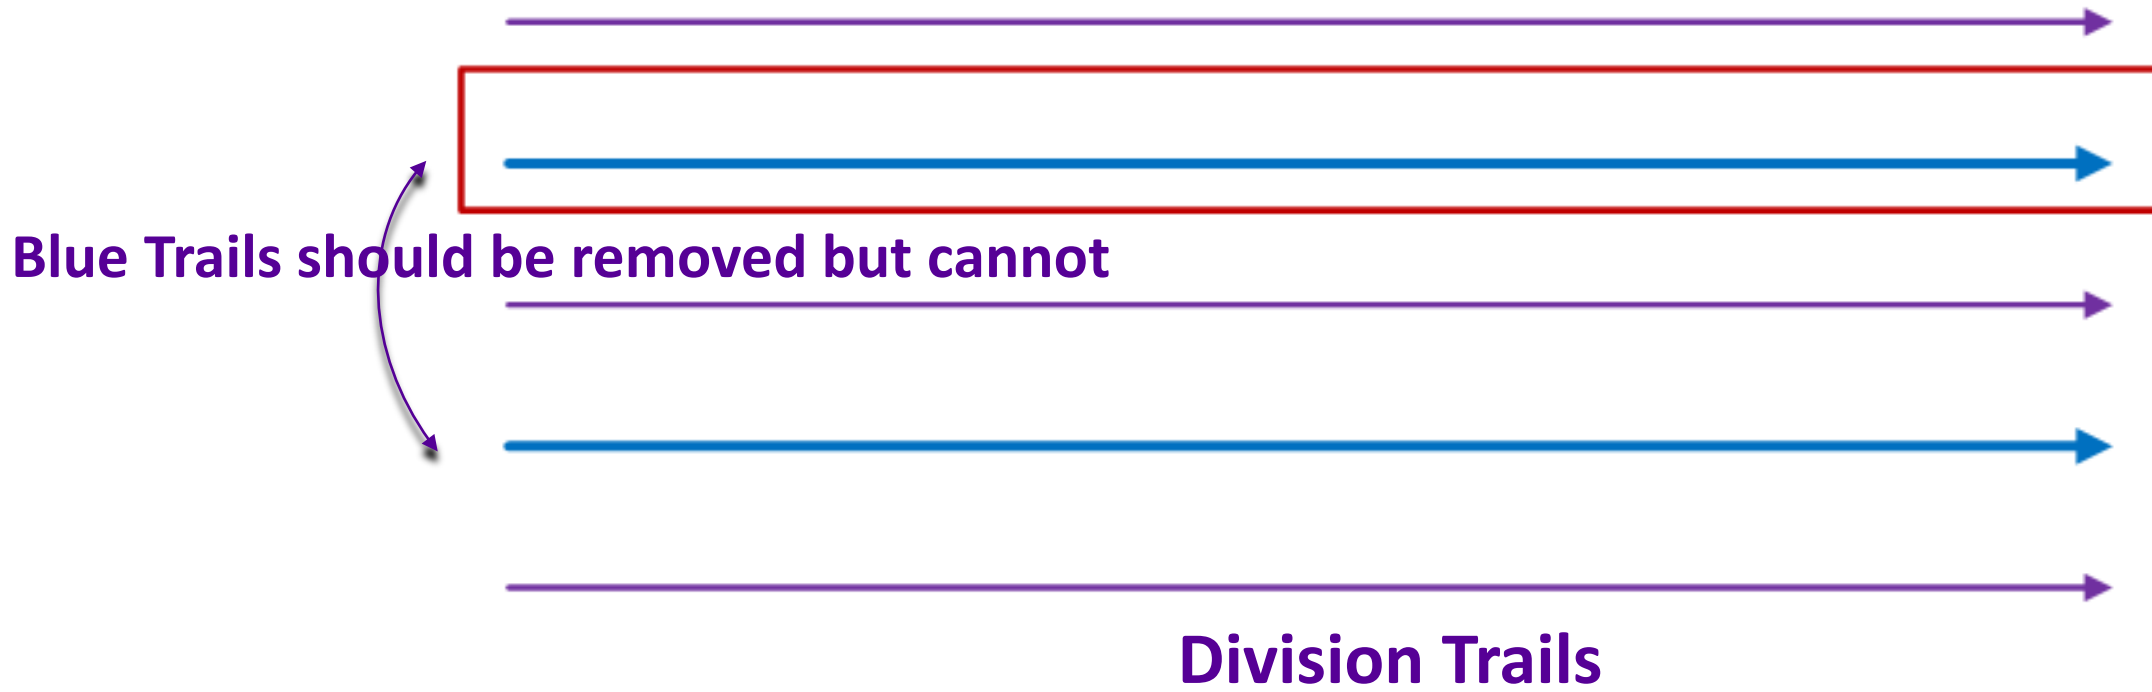 Blue Trails should be removed but cannot
Division Trails